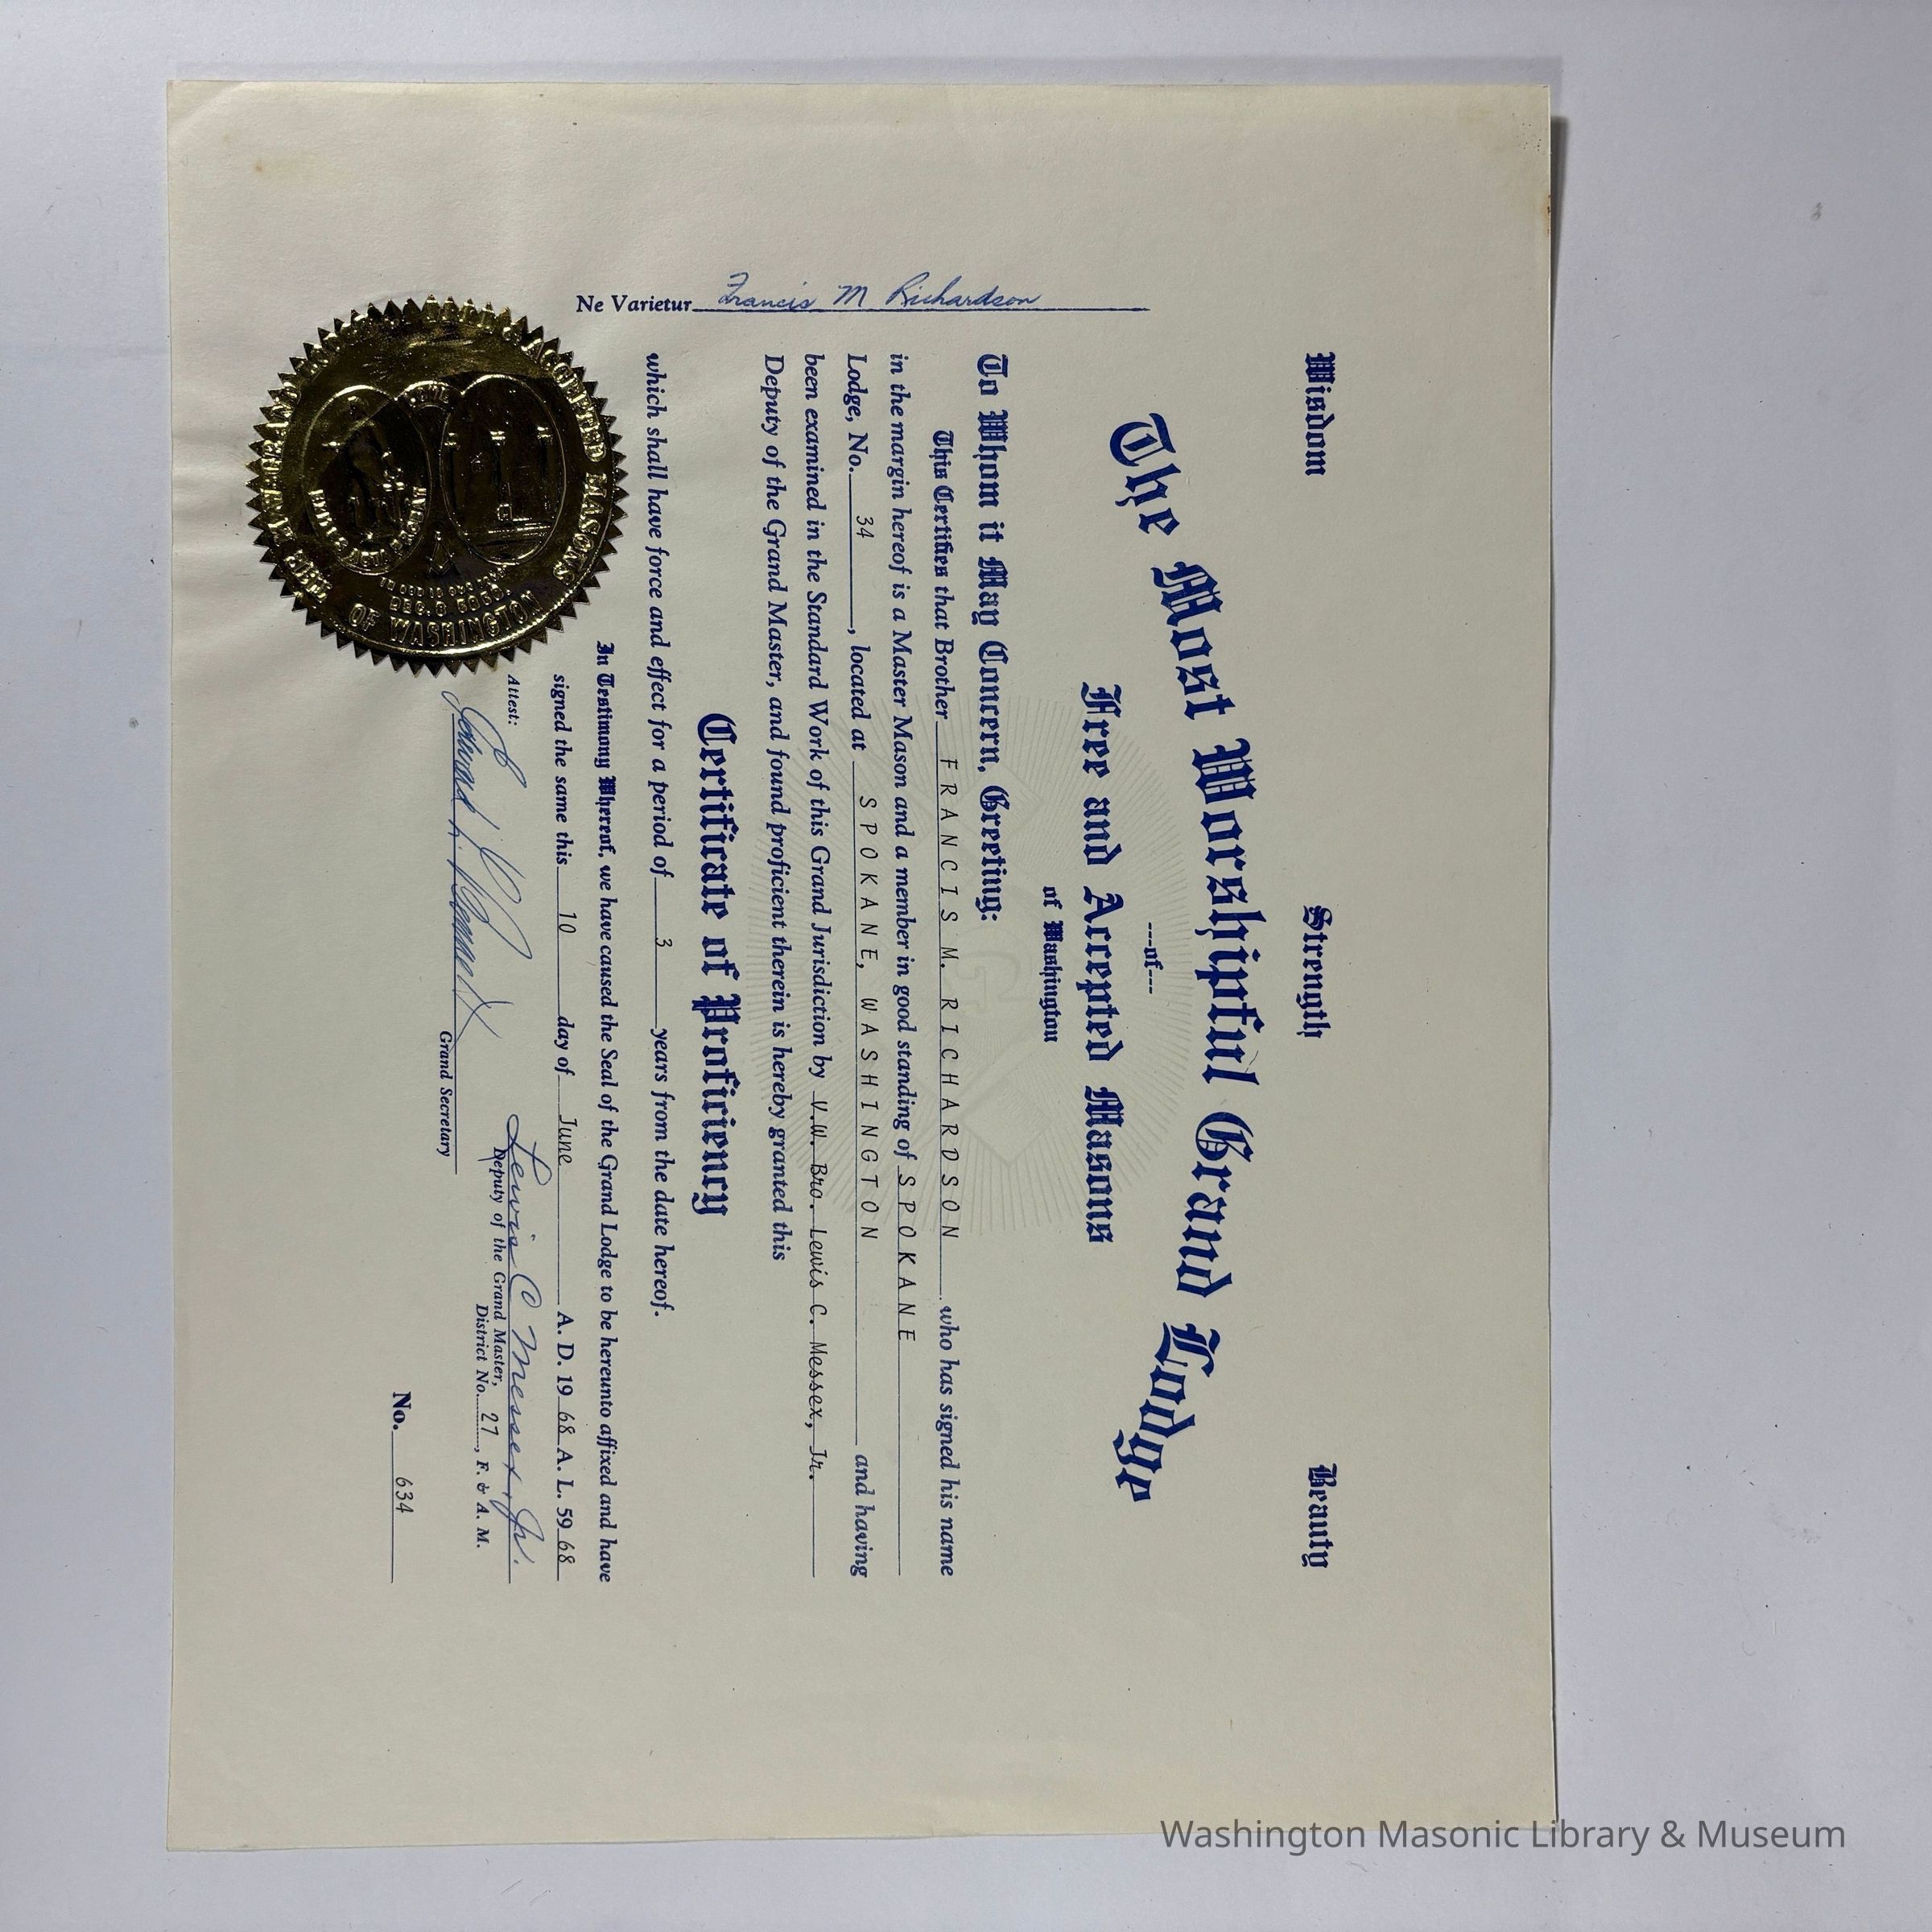 Wisdom Strength Beauty
The Most Worshipful Grand Lodge
---of---
Free and Accepted Masons
of Washington
To Whom it May Concern, Greeting:
This Certifies that Brother FRANCIS M. RICHARDSON who has signed his name
in the margin hereof is a Master Mason and a member in good standing of SPOKANE
Lodge, No. 34, located at SPOKANE, WASHINGTON and having
been examined in the Standard Work of this Grand Jurisdiction by V.W. Bro. Lewis C. Messex, Jr.
Deputy of the Grand Master, and found proficient therein is hereby granted this
Certificate of Proficiency
which shall have force and effect for a period of 3 years from the date hereof.
In Testimony Whereof, we have caused the Seal of the Grand Lodge to be hereunto affixed and have
signed the same this 10 day of June A. D. 19 68 A. L. 59 68
Attest:
Grand Secretary
Lewis C Messex, Jr.
Deputy of the Grand Master,
District No. 27, F. & A. M.
No. 634
Ne Varietur Francis M Richardson
ACCEPTED MASONS
OF WASHINGTON
Washington Masonic Library & Museum